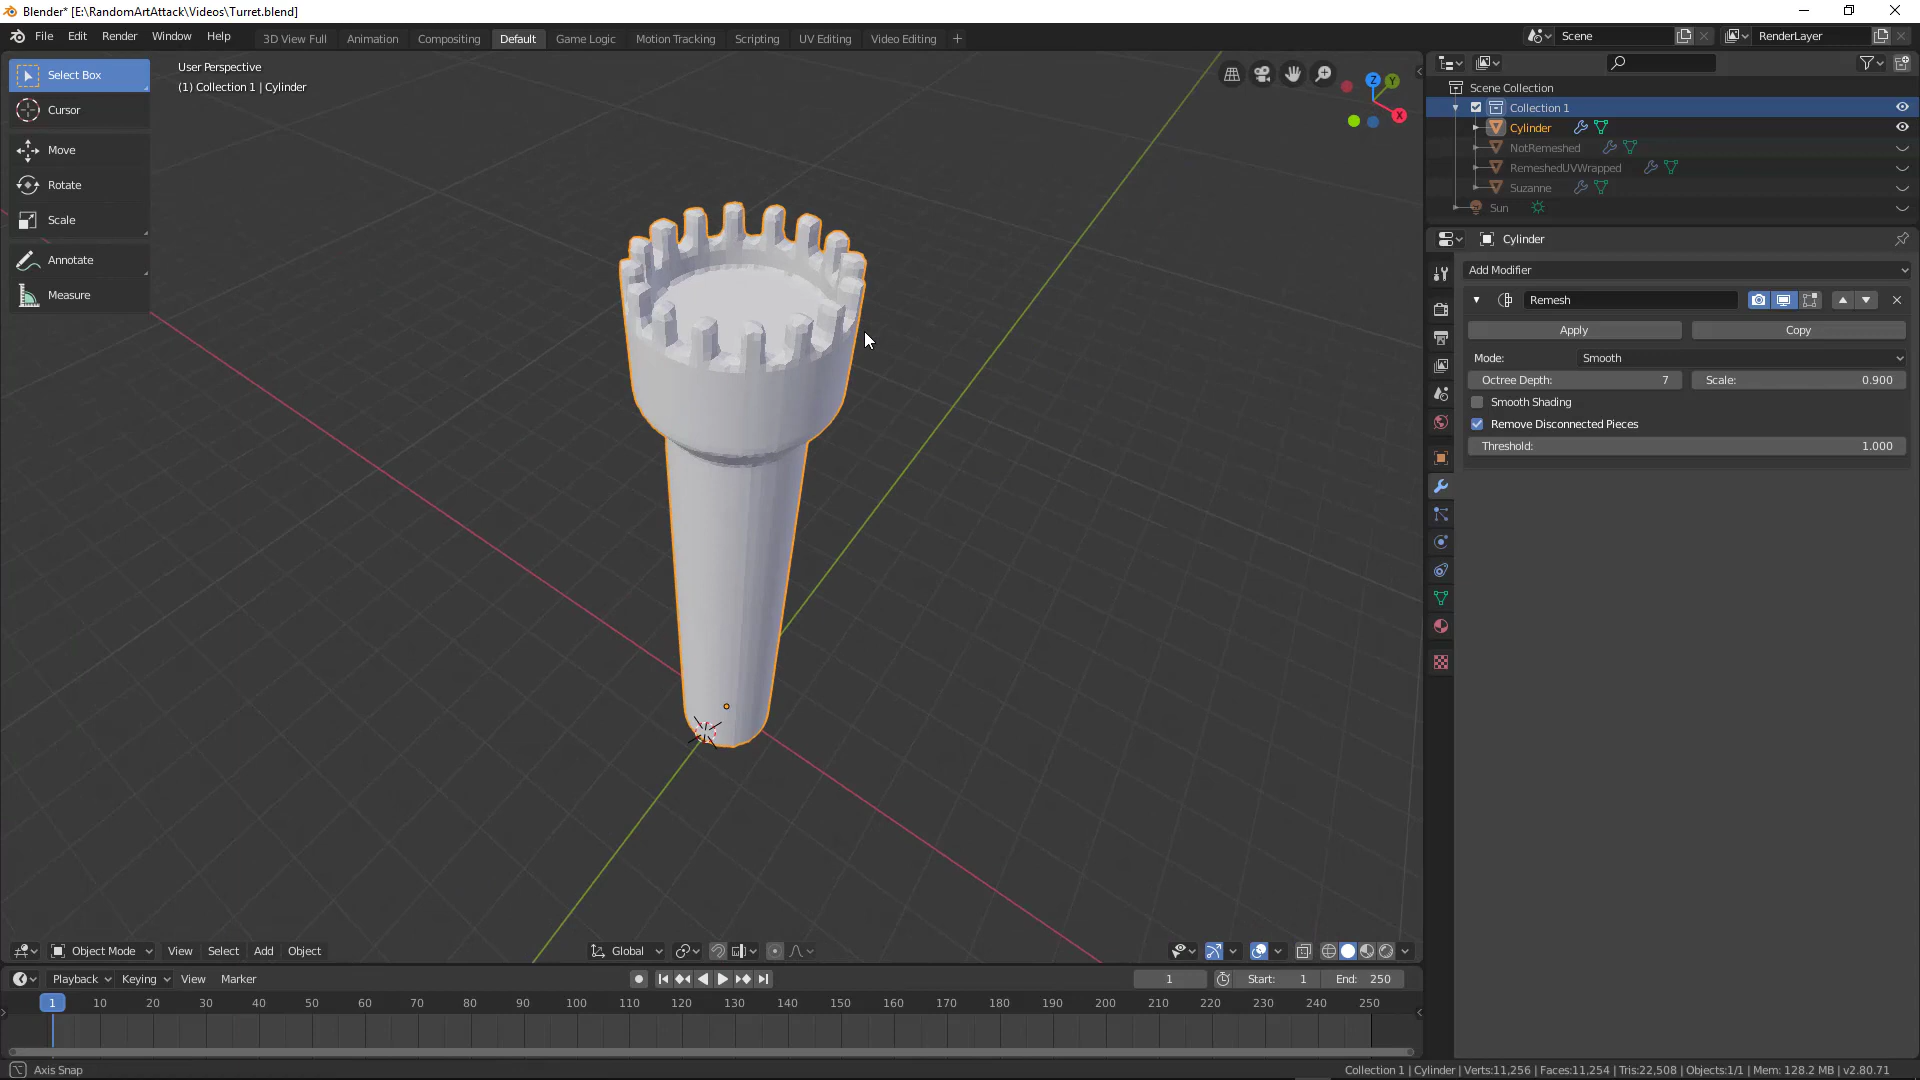 Blender* [E:\RandomArtAttack\Videos\Turret.blend]
File Edit Render Window Help
3D View Full Animation Compositing Default Game Logic Motion Tracking Scripting UV Editing Video Editing +
Scene
RenderLayer
Select Box
Cursor
Move
Rotate
Scale
Annotate
Measure
User Perspective
(1) Collection 1 | Cylinder
Z
Y
X
Scene Collection
Collection 1
Cylinder
NotRemeshed
RemeshedUVWrapped
Suzanne
Sun
Cylinder
Add Modifier
Remesh
Apply Copy
Mode: Smooth
Octree Depth: 7 Scale: 0.900
Smooth Shading
Remove Disconnected Pieces
Threshold: 1.000
Object Mode View Select Add Object
Global
Playback Keying View Marker
1 Start: 1 End: 250
1 10 20 30 40 50 60 70 80 90 100 110 120 130 140 150 160 170 180 190 200 210 220 230 240 250
Axis Snap
Collection 1 | Cylinder | Verts:11,256 | Faces:11,254 | Tris:22,508 | Objects:1/1 | Mem: 128.2 MB | v2.80.71